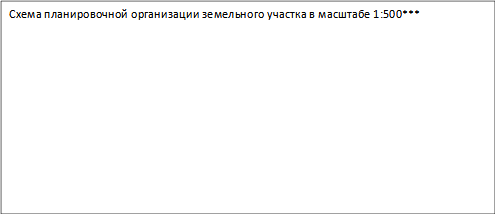 Схема планировочной организации земельного участка в масштабе 1:500***